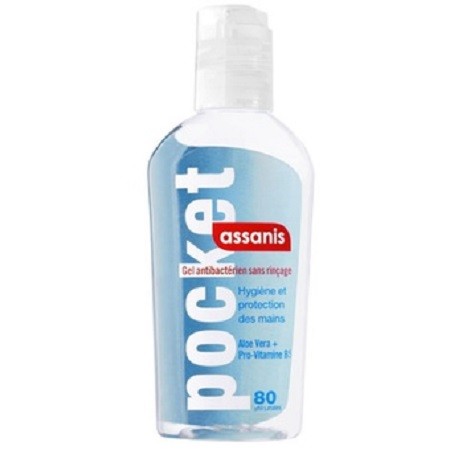 pocket
assanis
Gel antibactérien sans rinçage
Hygiène et
protection
des mains
Aloe Vera +
Pro-Vitamine B5
80